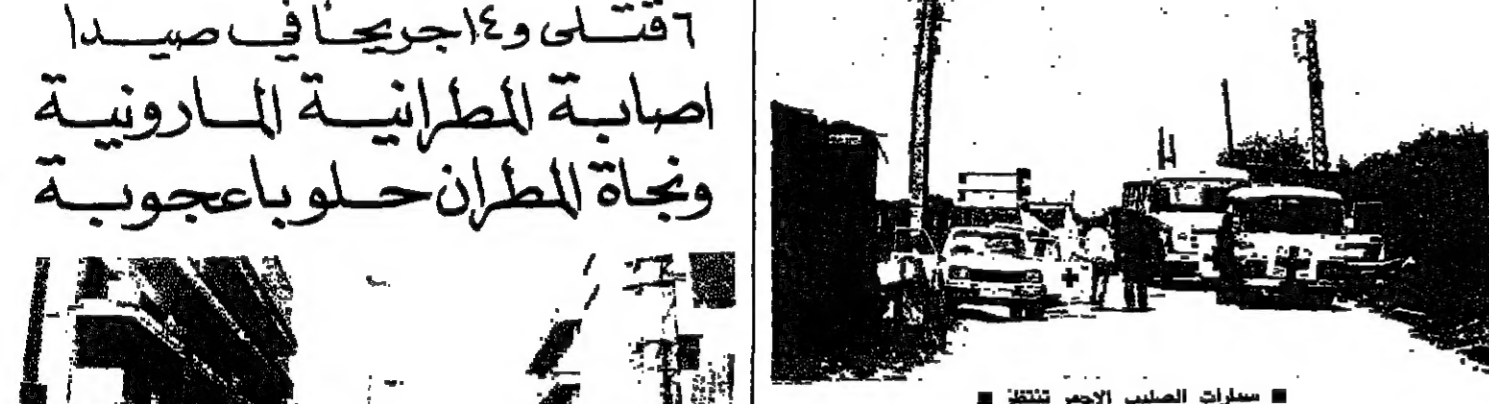 ٦ قتلى و١٤ جريحاً في صيدا
اصابة المطرانية المارونية
ونجاة المطران حلو باعجوبة
■ سيارات الصليب الاحمر تنتظر ■